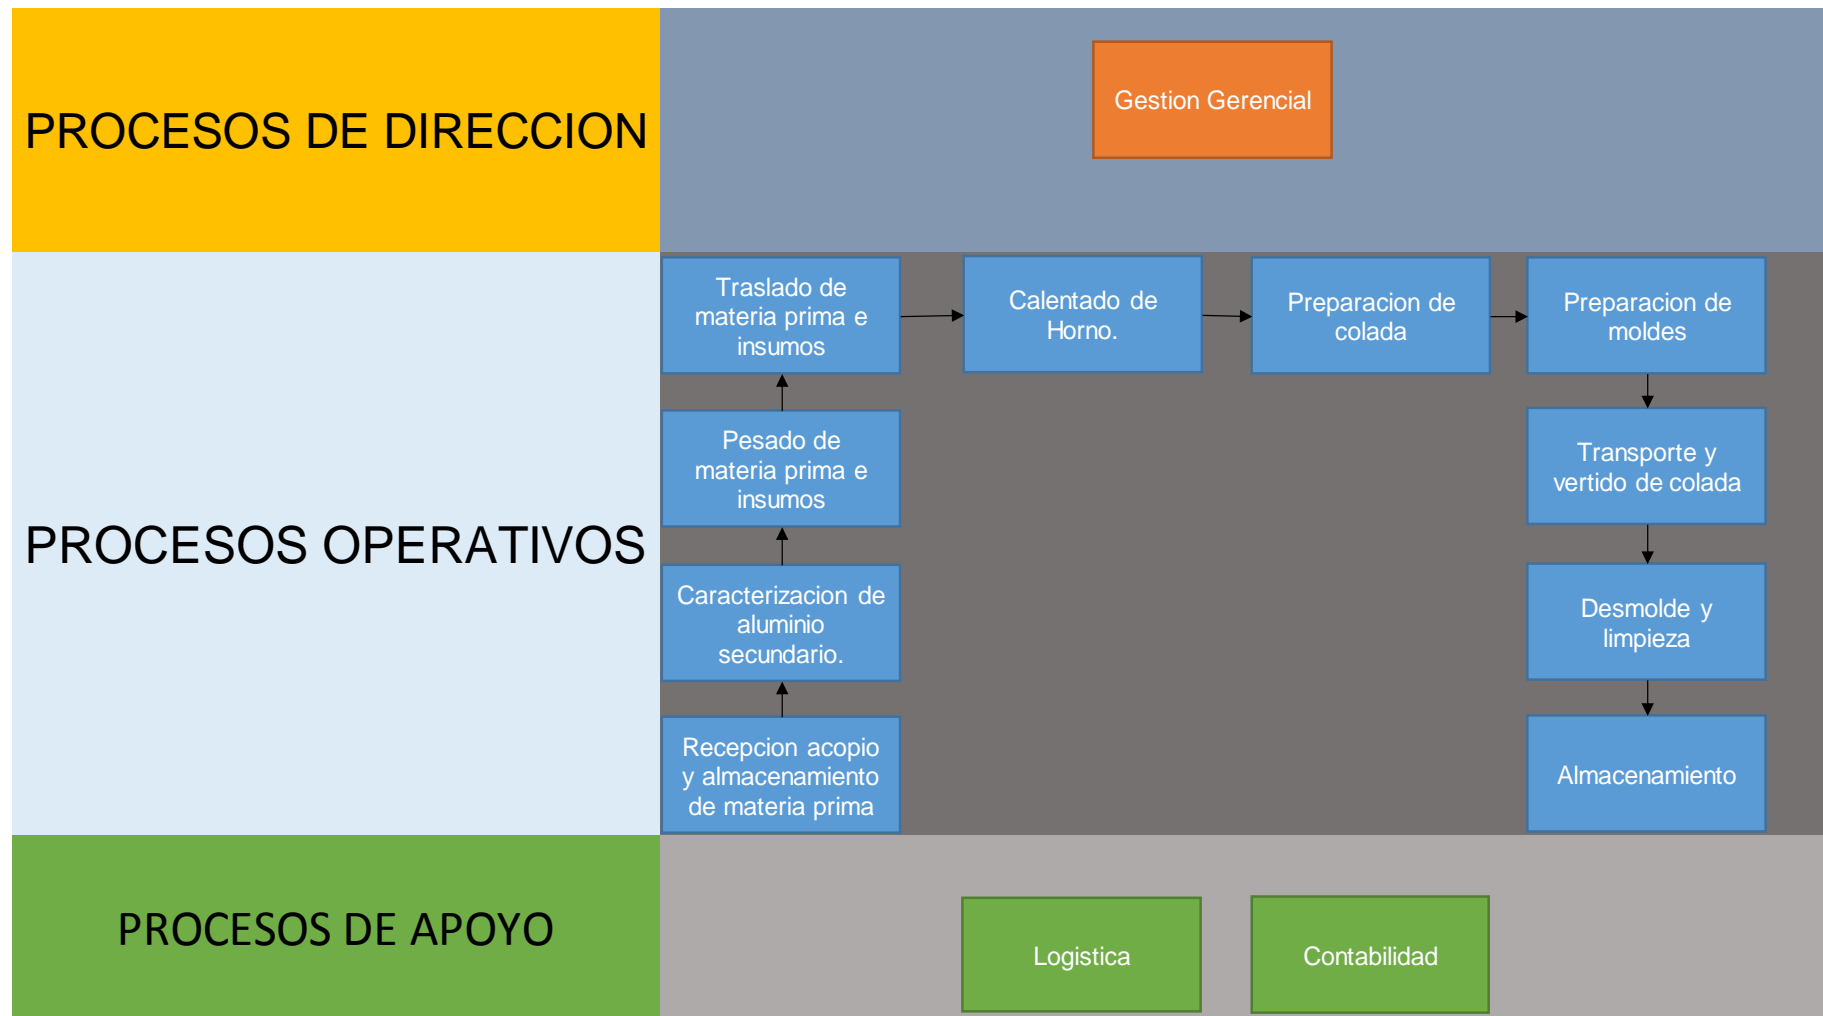 PROCESOS DE DIRECCION
Gestion Gerencial
PROCESOS OPERATIVOS
Traslado de
materia prima e
insumos
Calentado de
Horno.
Preparacion de
colada
Preparacion de
moldes
Pesado de
materia prima e
insumos
Transporte y
vertido de colada
Caracterizacion de
aluminio
secundario.
Desmolde y
limpieza
Recepcion acopio
y almacenamiento
de materia prima
Almacenamiento
PROCESOS DE APOYO
Logistica
Contabilidad